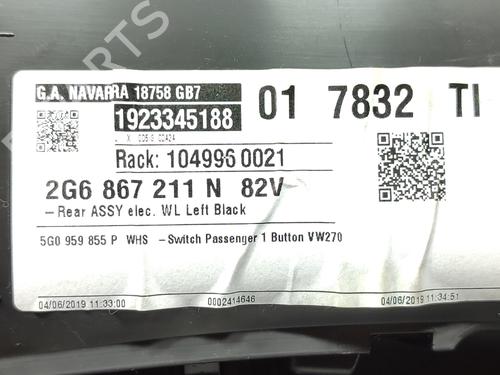 G.A. NAVARRA 18758 GB7
1923345188
01 7832 TI
Rack: 104996 0021
2G6 867 211 N 82V
-Rear ASSY elec. WL Left Black
5G0 959 855 P WHS -Switch Passenger 1 Button VW270
04/06/2019 11:33:00
0002414646
04/06/2019 11:34:51